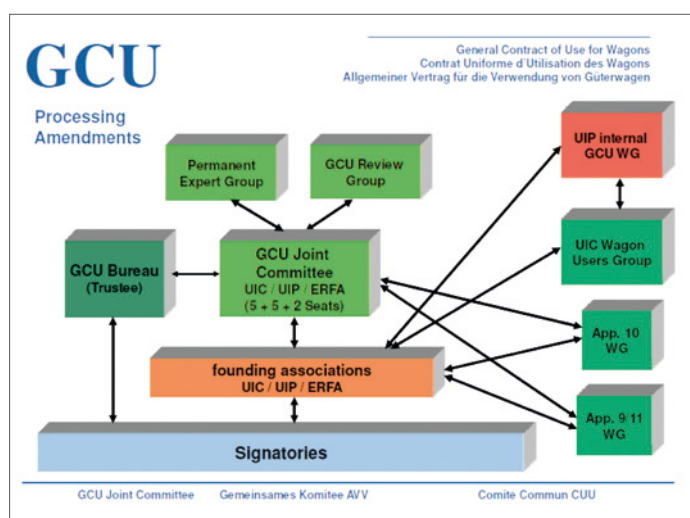 GCU
General Contract of Use for Wagons
Contrat Uniforme d'Utilisation des Wagons
Allgemeiner Vertrag für die Verwendung von Güterwagen
Processing
Amendments
Permanent
Expert Group
GCU Review
Group
UIP internal
GCU WG
GCU Bureau
(Trustee)
GCU Joint
Committee
UIC / UIP / ERFA
(5 + 5 + 2 Seats)
UIC Wagon
Users Group
App. 10
WG
founding associations
UIC / UIP / ERFA
App. 9/11
WG
Signatories
GCU Joint Committee
Gemeinsames Komitee AVV
Comite Commun CUU